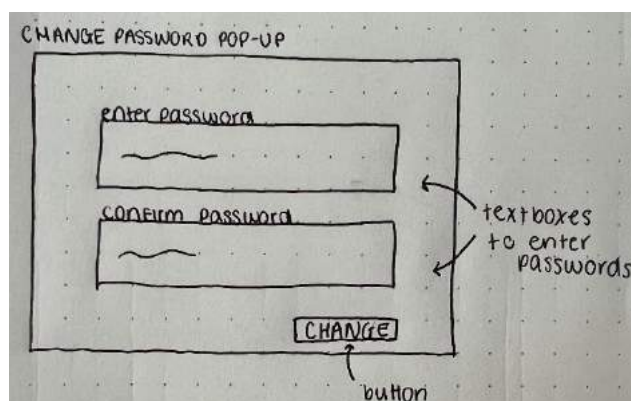 CHANGE PASSWORD POP-UP
enter password
confirm password
textboxes
to enter
passwords
CHANGE
button